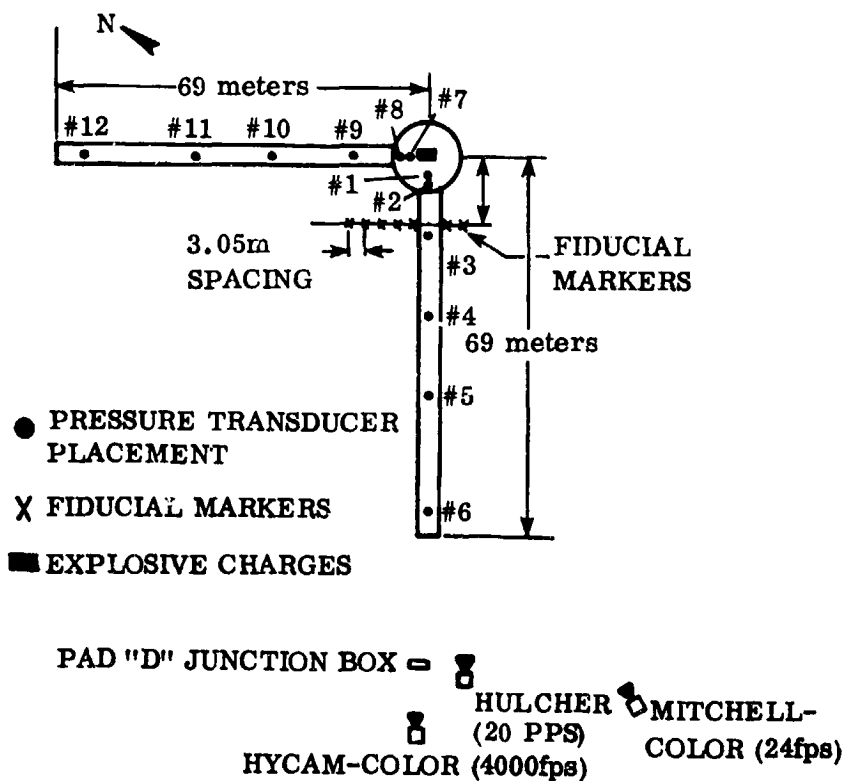 N
69 meters
#7
#8
#12
#11
#10
#9
#1
#2
3.05m
SPACING
FIDUCIAL
MARKERS
#3
#4
69 meters
#5
● PRESSURE TRANSDUCER
PLACEMENT
#6
X FIDUCIAL MARKERS
EXPLOSIVE CHARGES
PAD "D" JUNCTION BOX
HULCHER
(20 PPS)
MITCHELL-
COLOR (24fps)
HYCAM-COLOR (4000fps)